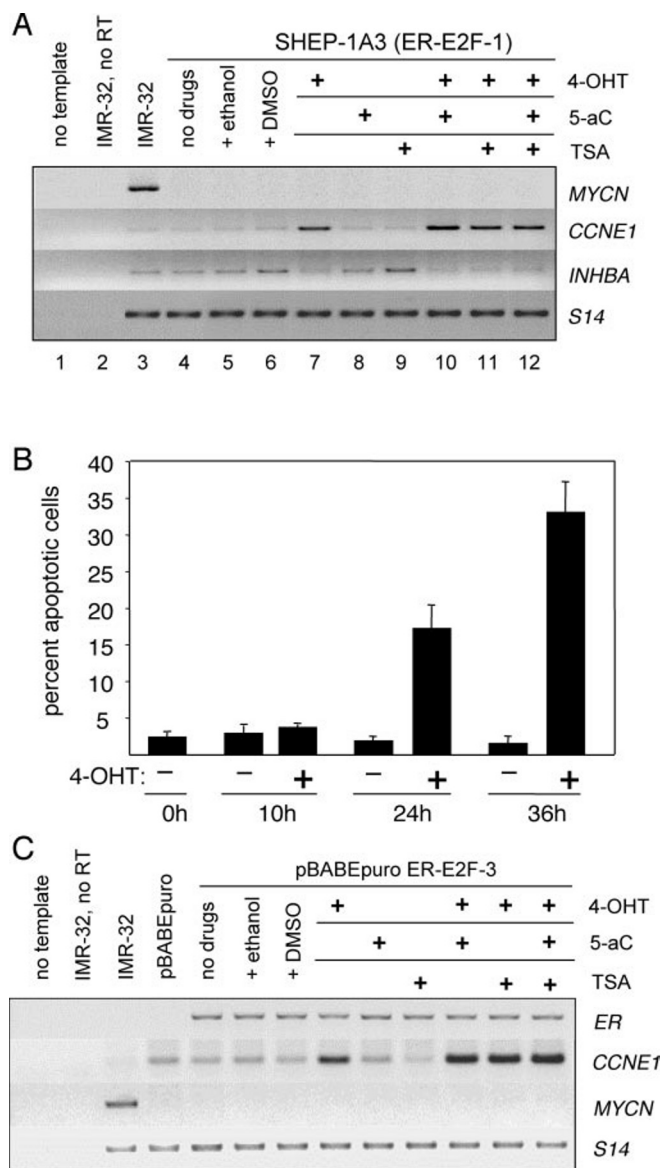 A
SHEP-1A3 (ER-E2F-1)
no template
IMR-32, no RT
IMR-32
no drugs
+ ethanol
+ DMSO
+ + + + 4-OHT
+ + + 5-aC
+ + + TSA
MYCN
CCNE1
INHBA
S14
1 2 3 4 5 6 7 8 9 10 11 12
B
percent apoptotic cells
40
35
30
25
20
15
10
5
4-OHT: − − + − + − +
0h 10h 24h 36h
C
pBABEpuro ER-E2F-3
no template
IMR-32, no RT
IMR-32
pBABEpuro
no drugs
+ ethanol
+ DMSO
+ + + + 4-OHT
+ + + 5-aC
+ + + TSA
ER
CCNE1
MYCN
S14